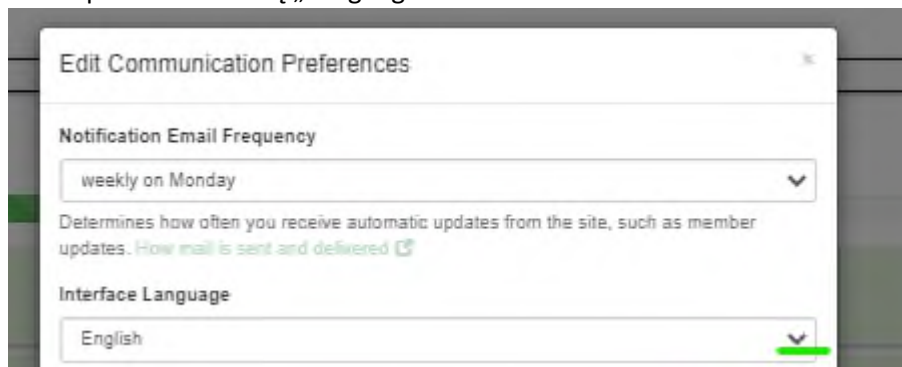 Edit Communication Preferences
Notification Email Frequency
weekly on Monday
Determines how often you receive automatic updates from the site, such as member
updates. How mail is sent and delivered
Interface Language
English